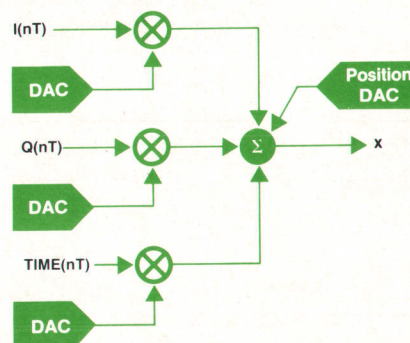 I(nT)
DAC
Position
DAC
Q(nT)
Σ
x
DAC
TIME(nT)
DAC